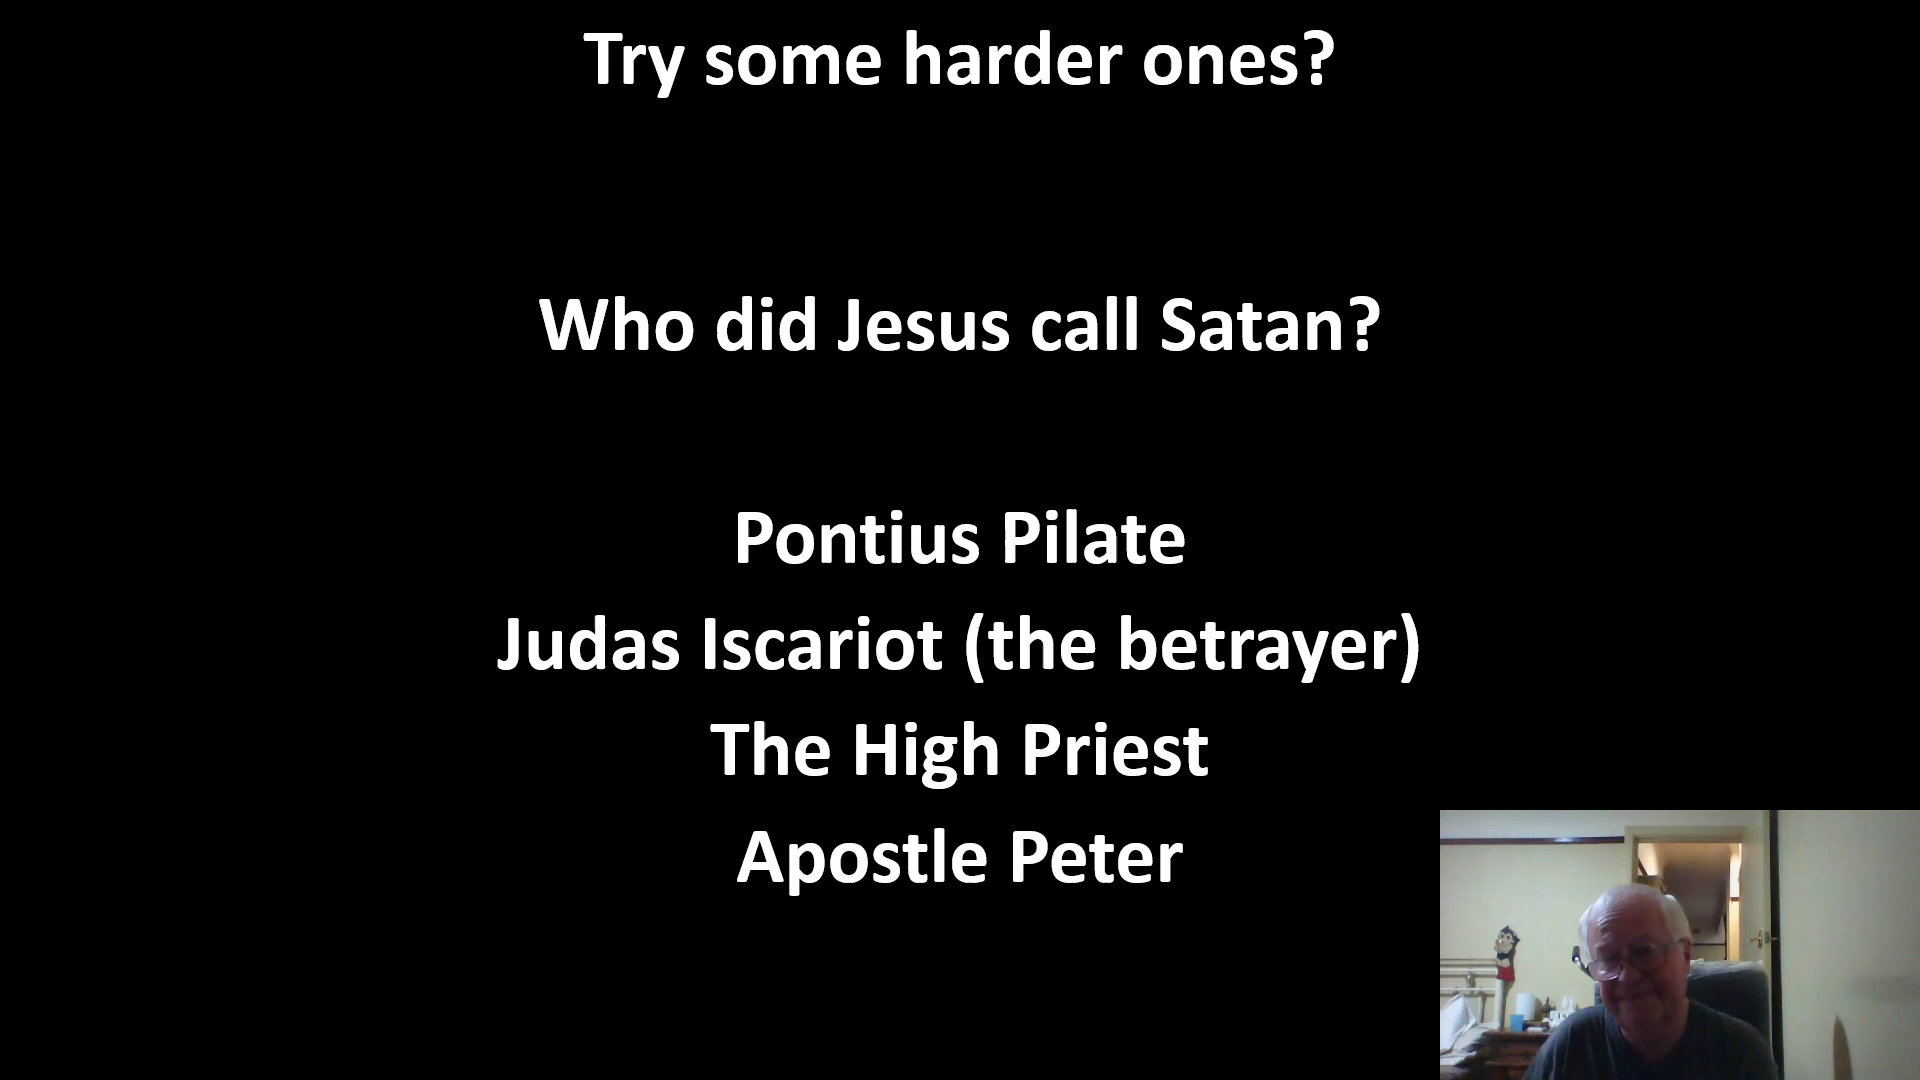 Try some harder ones?
Who did Jesus call Satan?
Pontius Pilate
Judas Iscariot (the betrayer)
The High Priest
Apostle Peter